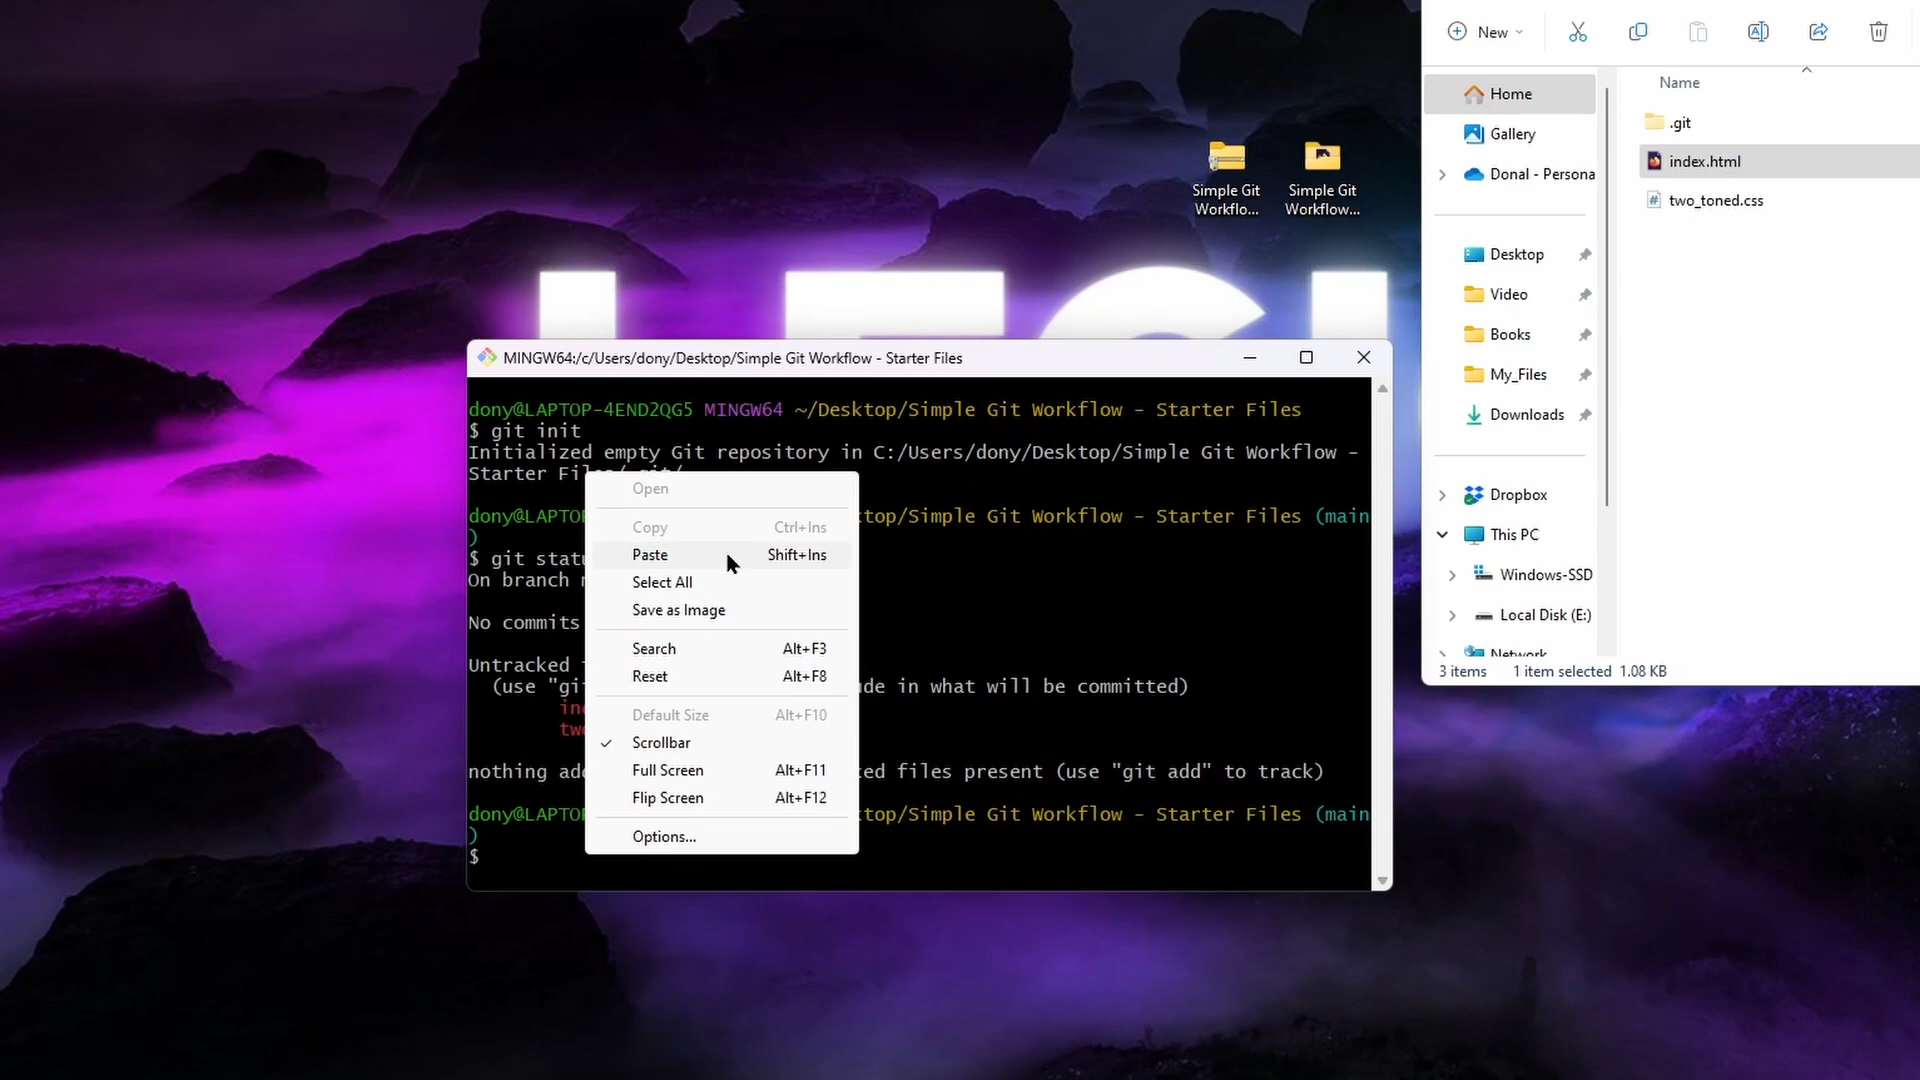 New
Name
Home
.git
Gallery
index.html
Donal - Persona
two_toned.css
Simple Git
Workflo...
Simple Git
Workflow...
Desktop
Video
Books
My_Files
Downloads
Dropbox
This PC
Windows-SSD
Local Disk (E:)
Network
3 items 1 item selected 1.08 KB
MINGW64:/c/Users/dony/Desktop/Simple Git Workflow - Starter Files
dony@LAPTOP-4END2QG5 MINGW64 ~/Desktop/Simple Git Workflow - Starter Files
$ git init
Initialized empty Git repository in C:/Users/dony/Desktop/Simple Git Workflow -
Starter Files/.git/
dony@LAPTO top/Simple Git Workflow - Starter Files (main
)
$ git statu
On branch
No commits
Untracked
(use "gi de in what will be committed)
in
tw
nothing ad ed files present (use "git add" to track)
dony@LAPTO top/Simple Git Workflow - Starter Files (main
)
$
Open
Copy Ctrl+Ins
Paste Shift+Ins
Select All
Save as Image
Search Alt+F3
Reset Alt+F8
Default Size Alt+F10
Scrollbar
Full Screen Alt+F11
Flip Screen Alt+F12
Options...